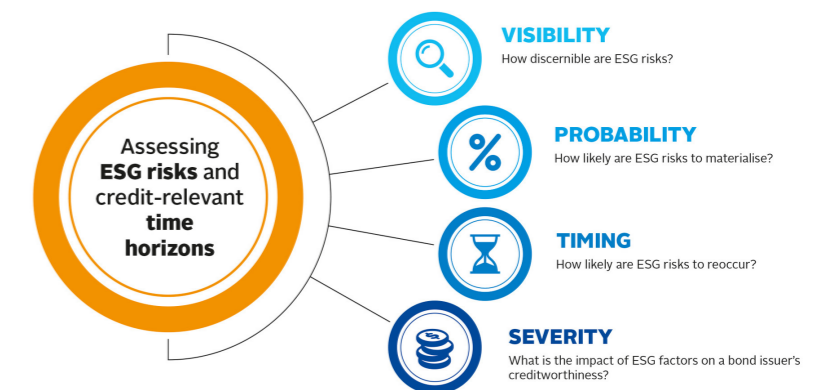 Assessing
ESG risks and
credit-relevant
time
horizons
VISIBILITY
How discernible are ESG risks?
%
PROBABILITY
How likely are ESG risks to materialise?
TIMING
How likely are ESG risks to reoccur?
SEVERITY
What is the impact of ESG factors on a bond issuer's
creditworthiness?